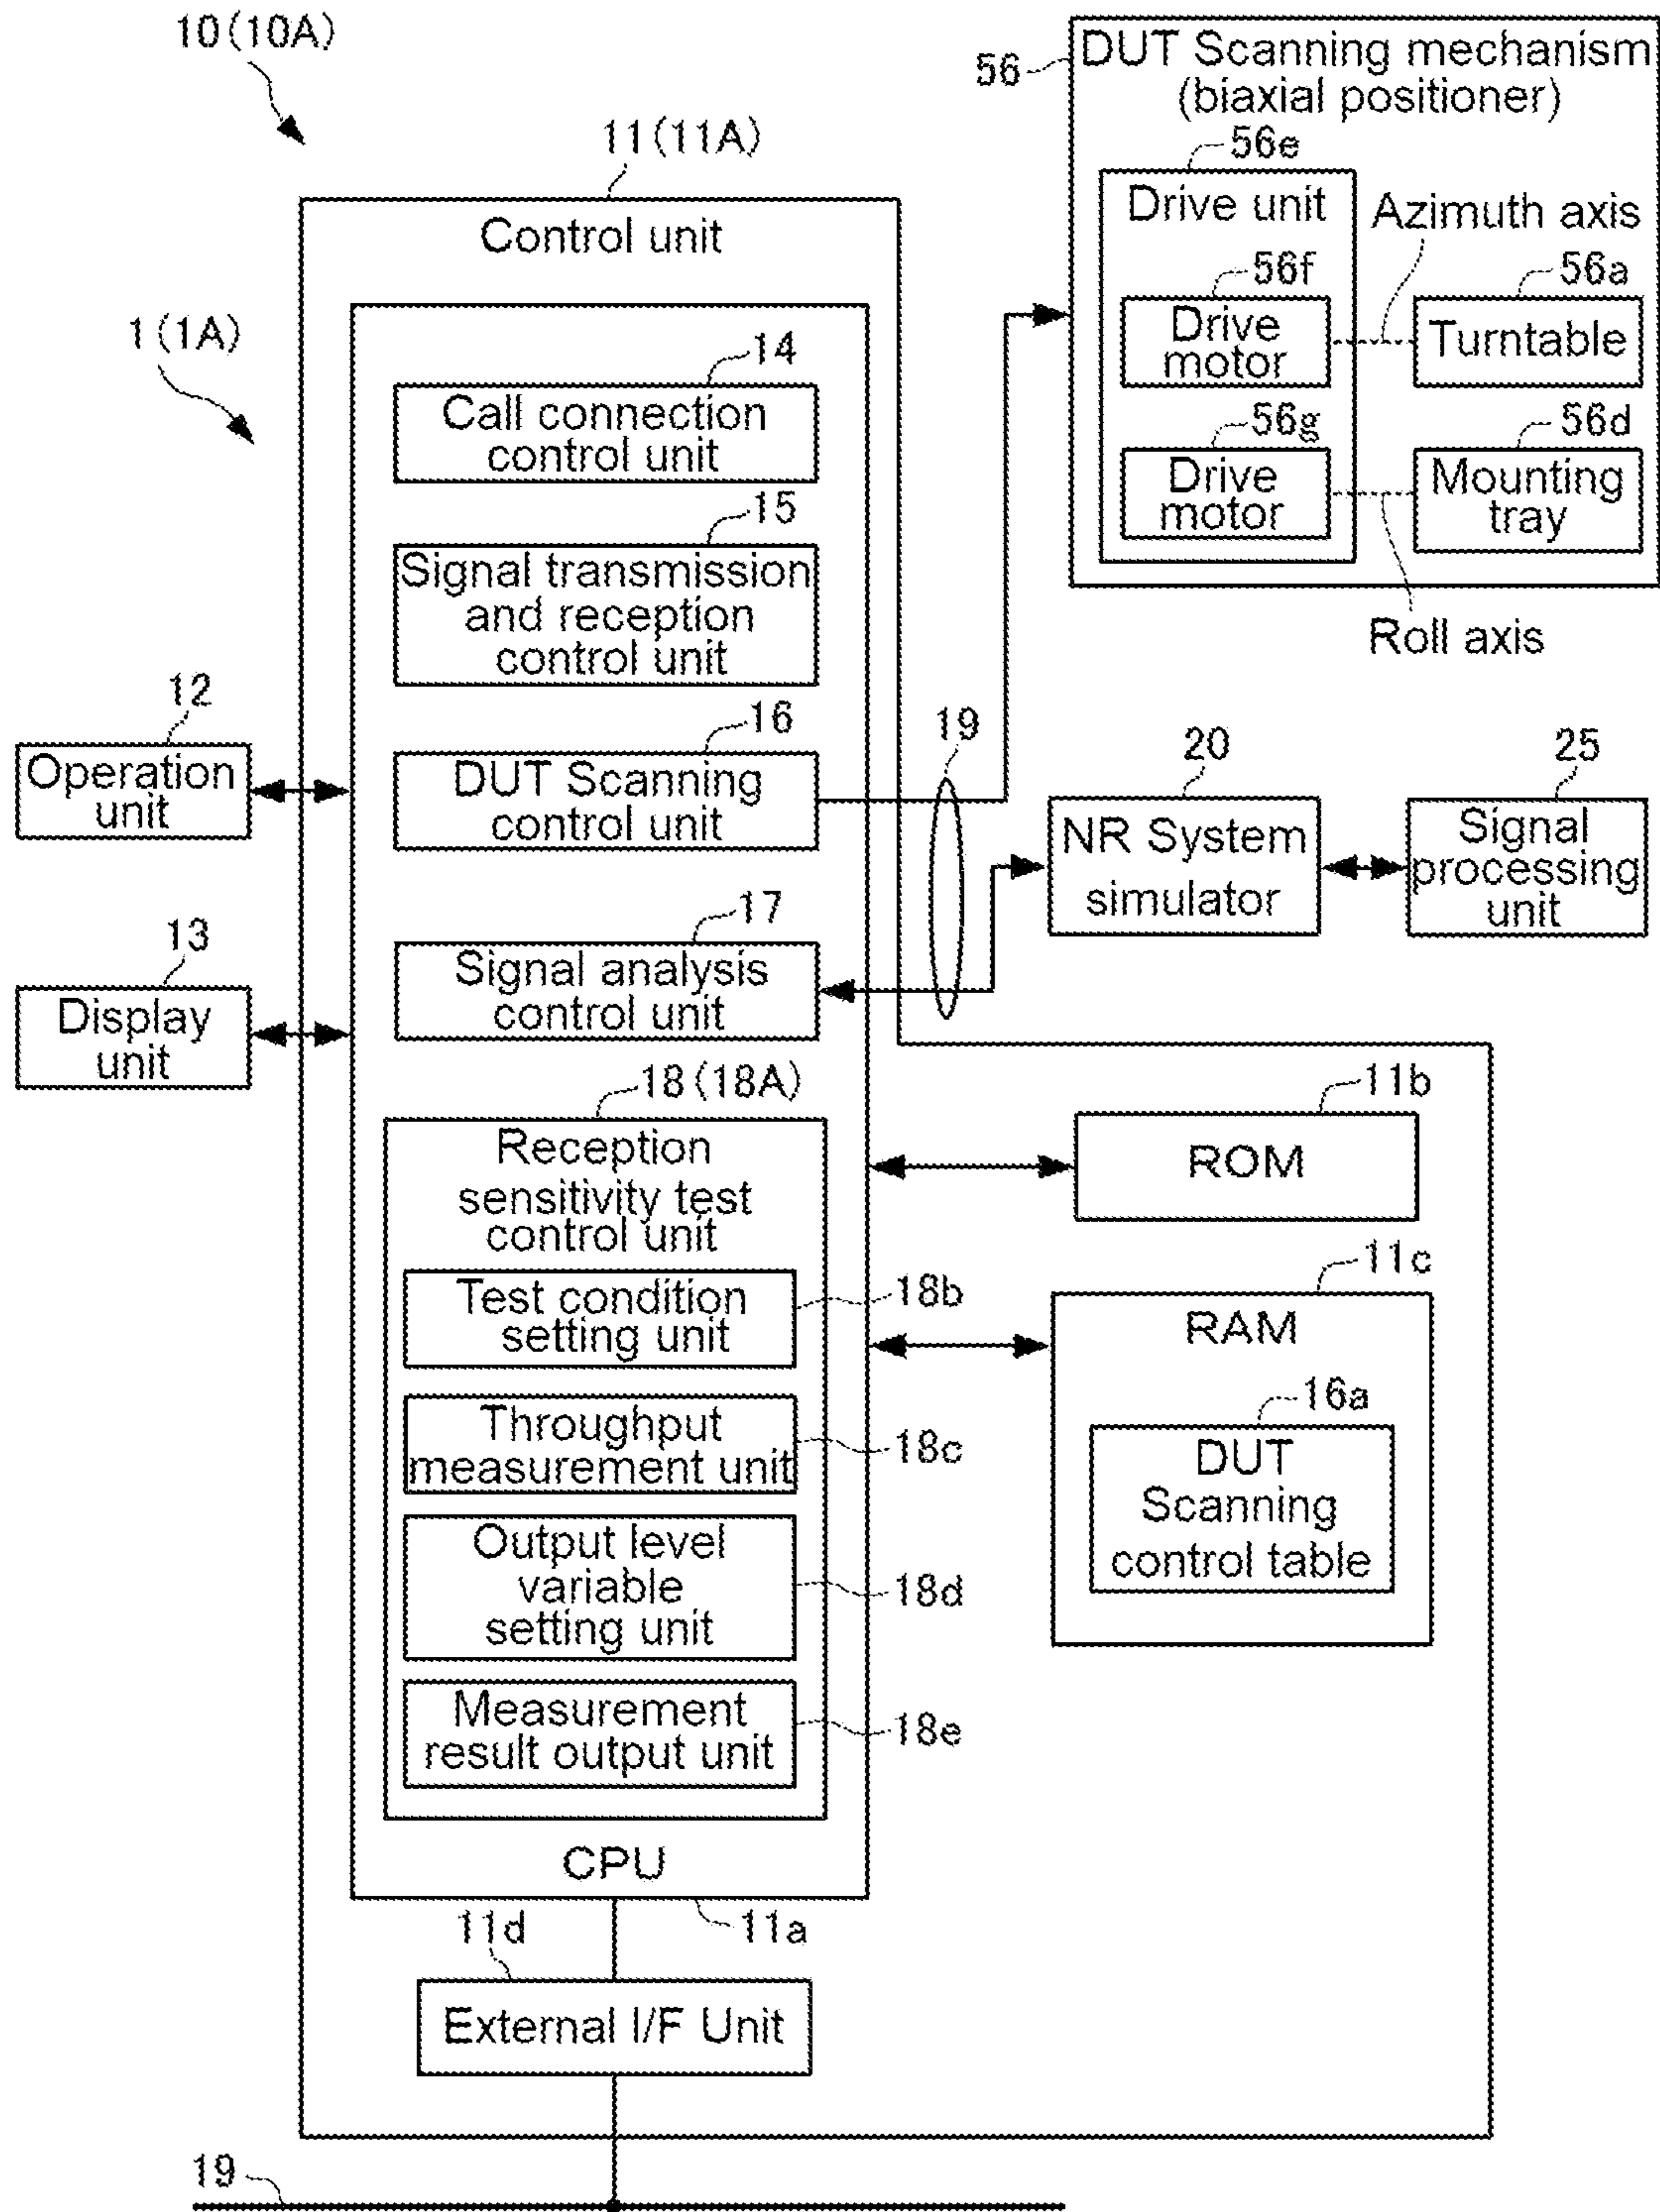 10(10A)
11(11A)
1(1A)
Control unit
14
Call connection
control unit
15
Signal transmission
and reception
control unit
16
DUT Scanning
control unit
17
Signal analysis
control unit
18(18A)
Reception
sensitivity test
control unit
Test condition
setting unit
18b
Throughput
measurement unit
18c
Output level
variable
setting unit
18d
Measurement
result output unit
18e
CPU
11a
11d
External I/F Unit
19
12
Operation
unit
13
Display
unit
56
DUT Scanning mechanism
(biaxial positioner)
56e
Drive unit
Azimuth axis
56f
Drive
motor
56a
Turntable
56g
Drive
motor
56d
Mounting
tray
Roll axis
19
20
NR System
simulator
25
Signal
processing
unit
11b
ROM
11c
RAM
16a
DUT
Scanning
control table